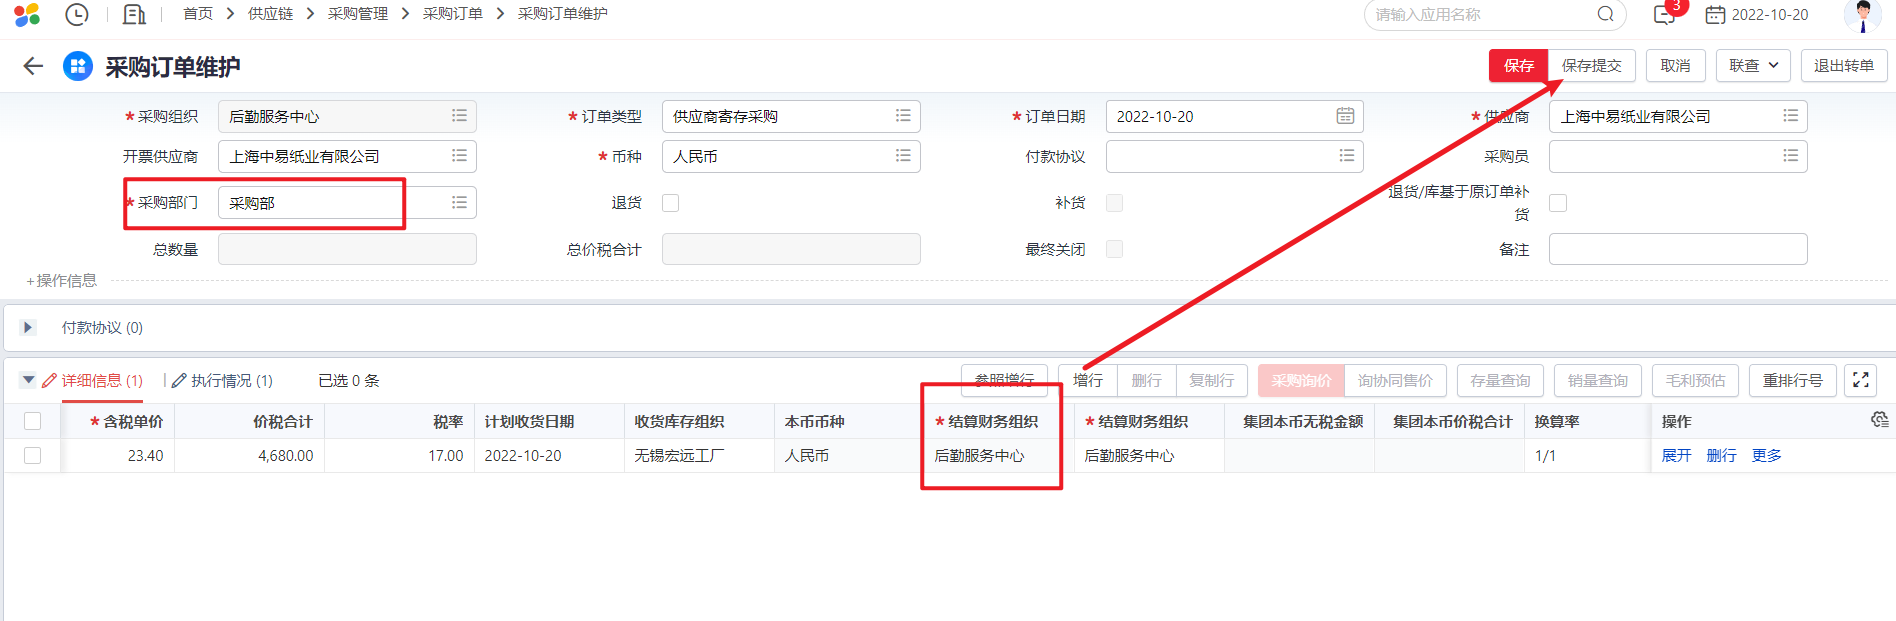 首页 > 供应链 > 采购管理 > 采购订单 > 采购订单维护 请输入应用名称 3 2022-10-20
采购订单维护 保存 保存提交 取消 联查 退出转单
* 采购组织 后勤服务中心 * 订单类型 供应商寄存采购 * 订单日期 2022-10-20 * 供应商 上海中易纸业有限公司
开票供应商 上海中易纸业有限公司 * 币种 人民币 付款协议 采购员
* 采购部门 采购部 退货 补货 退货/库基于原订单补
货
总数量 总价税合计 最终关闭 备注
+操作信息
付款协议 (0)
详细信息 (1) 执行情况 (1) 已选 0 条 参照增行 增行 删行 复制行 采购询价 询协同售价 存量查询 销量查询 毛利预估 重排行号
* 含税单价 价税合计 税率 计划收货日期 收货库存组织 本币币种 * 结算财务组织 * 结算财务组织 集团本币无税金额 集团本币价税合计 换算率 操作
23.40 4,680.00 17.00 2022-10-20 无锡宏远工厂 人民币 后勤服务中心 后勤服务中心 1/1 展开 删行 更多